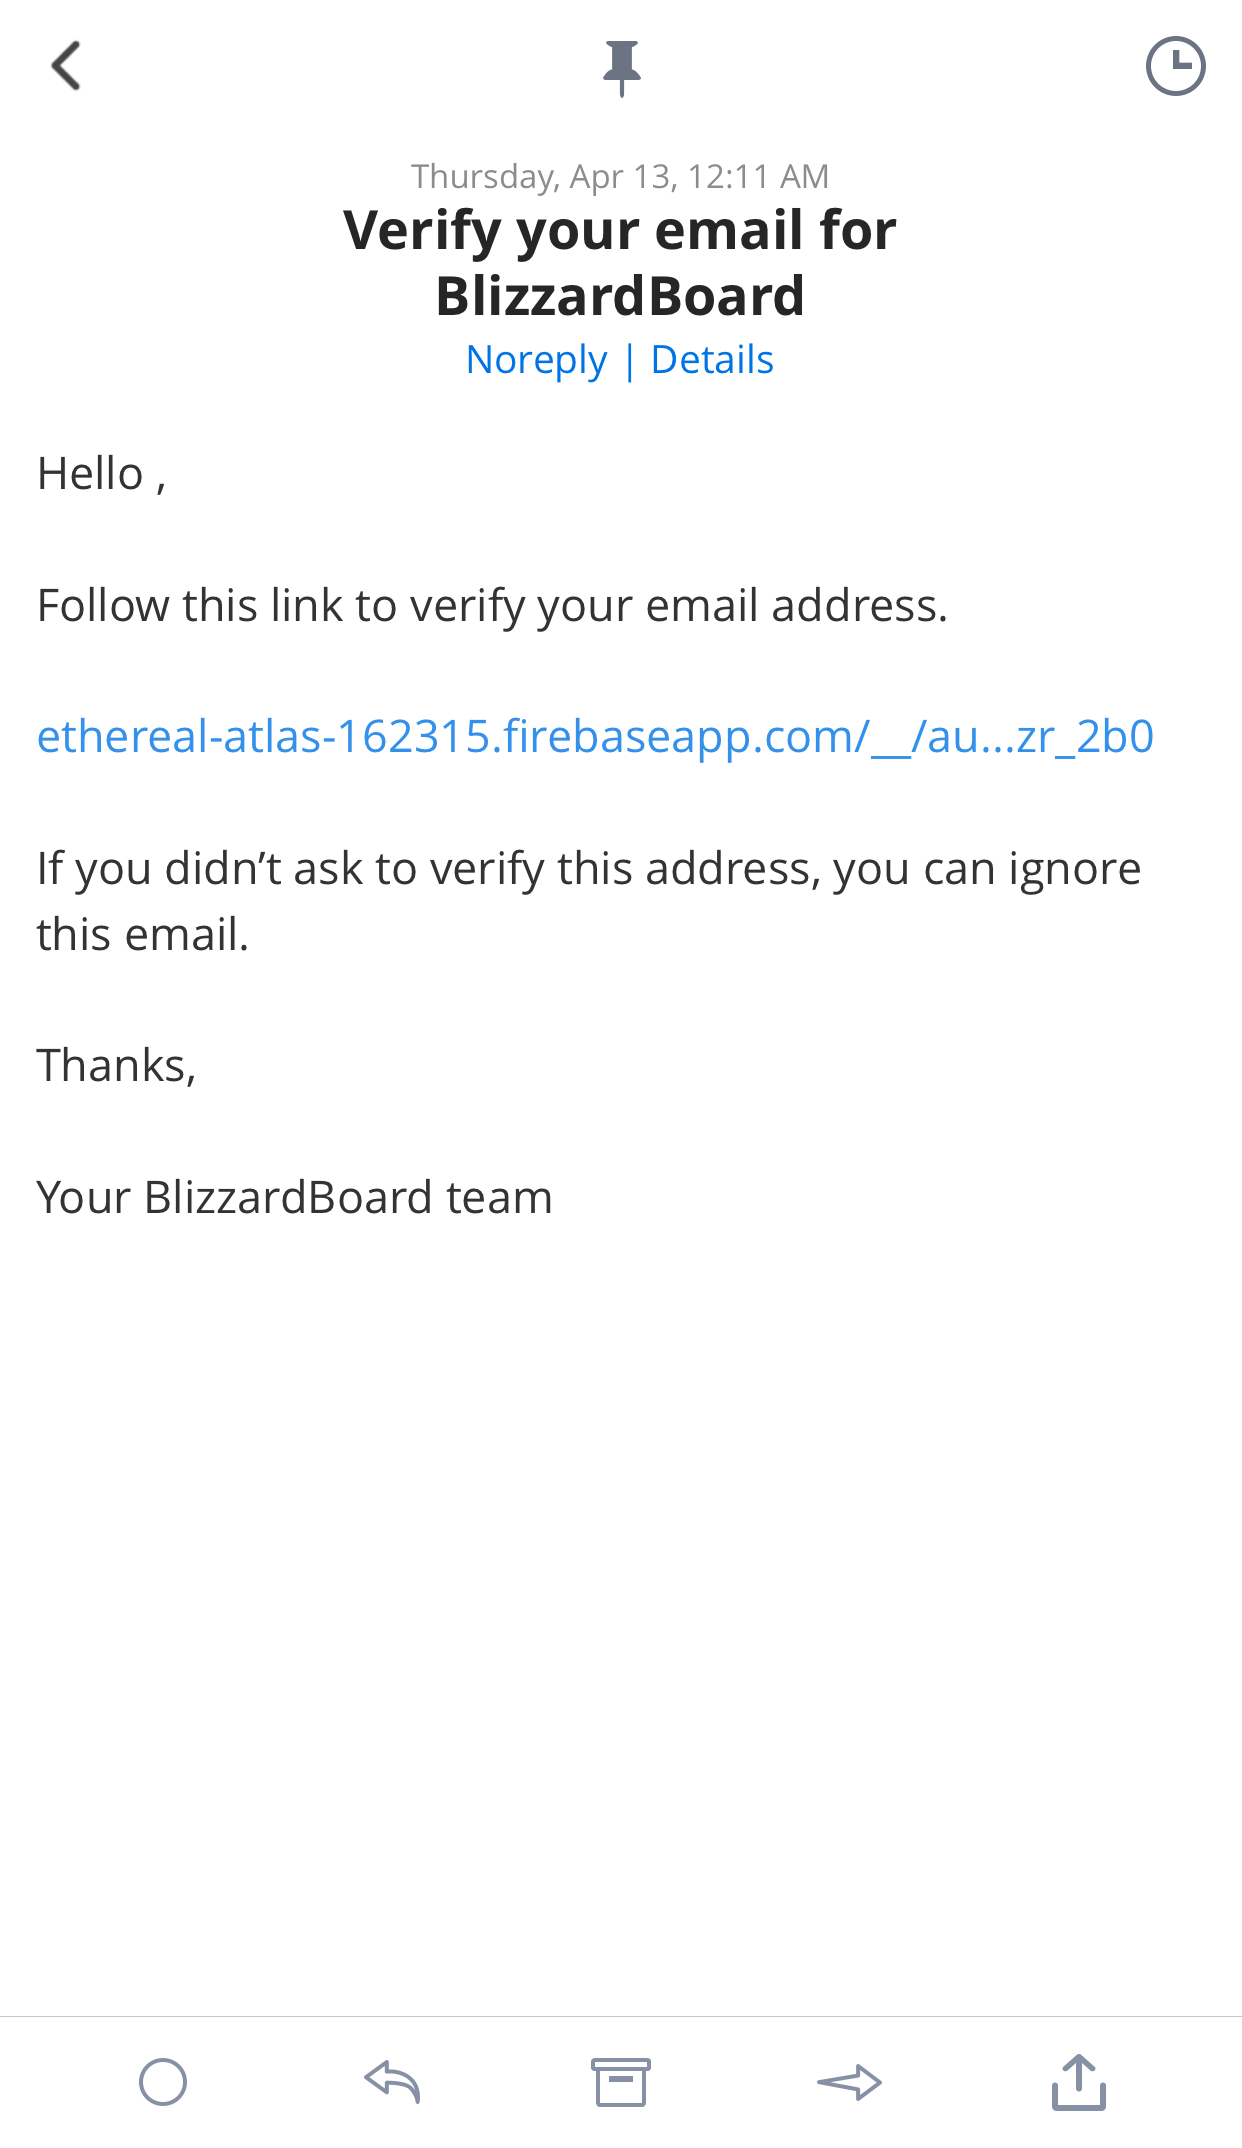 Thursday, Apr 13, 12:11 AM
Verify your email for
BlizzardBoard
Noreply | Details
Hello ,
Follow this link to verify your email address.
ethereal-atlas-162315.firebaseapp.com/__/au...zr_2b0
If you didn’t ask to verify this address, you can ignore
this email.
Thanks,
Your BlizzardBoard team